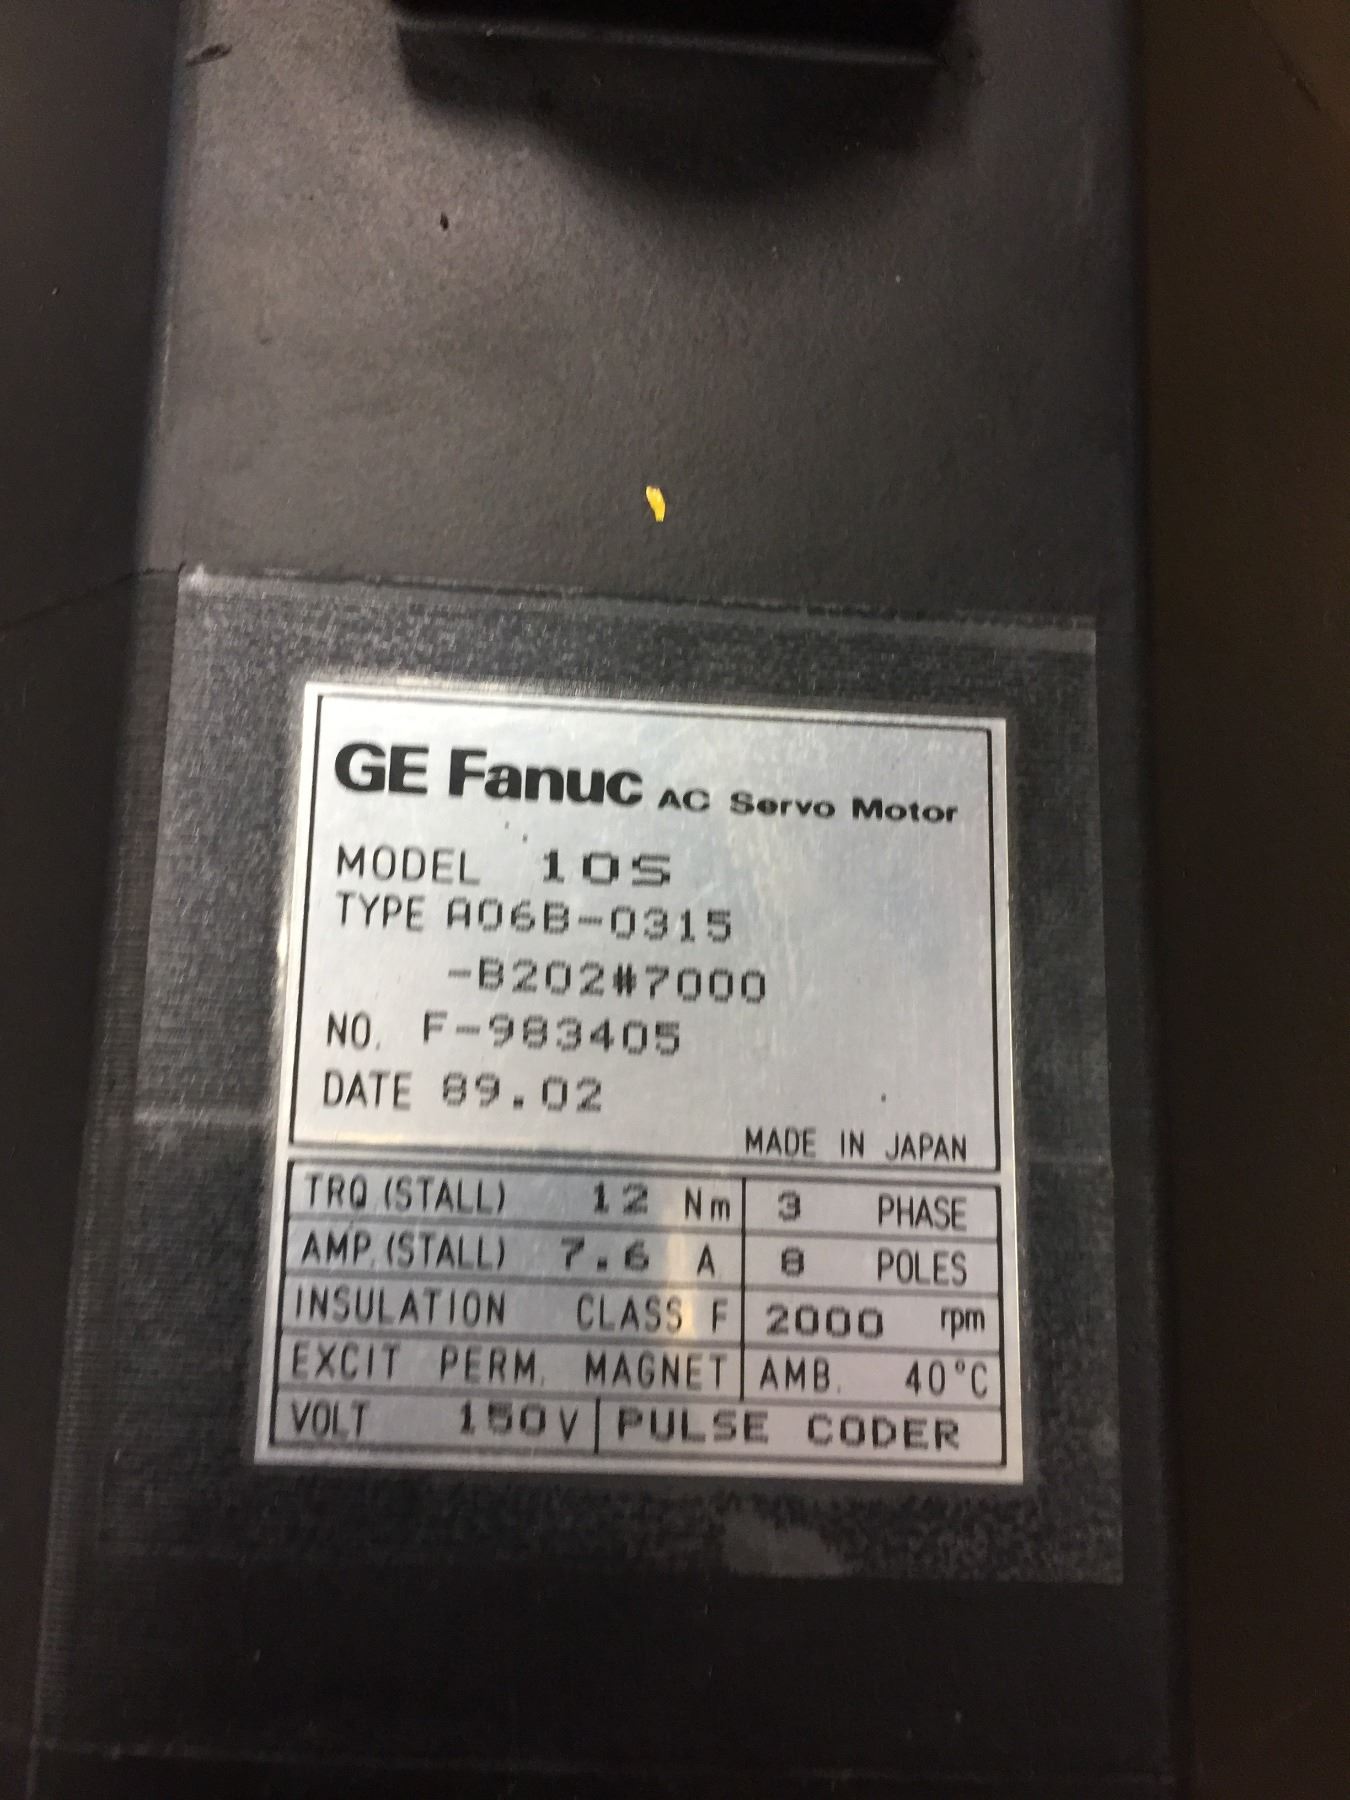 GE Fanuc AC Servo Motor
MODEL 10S
TYPE A06B-0315
-B202#7000
NO. F-983405
DATE 89.02
MADE IN JAPAN
TRQ (STALL) 12 Nm 3 PHASE
AMP. (STALL) 7.6 A 8 POLES
INSULATION CLASS F 2000 rpm
EXCIT PERM. MAGNET AMB. 40°C
VOLT 150V PULSE CODER